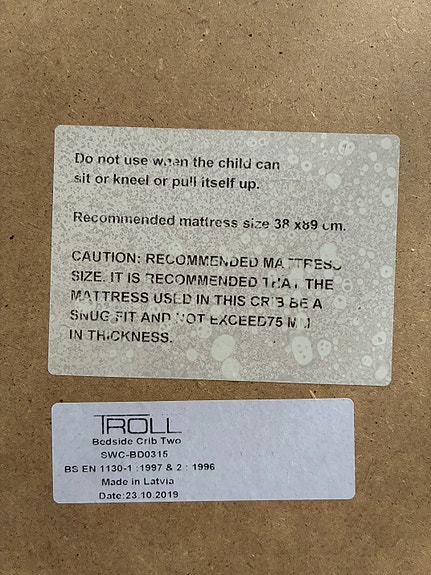 Do not use when the child can
sit or kneel or pull itself up.
Recommended mattress size 38 x89 cm.
CAUTION: RECOMMENDED MATTRESS
SIZE. IT IS RECOMMENDED THAT THE
MATTRESS USED IN THIS CRIB BE A
SNUG FIT AND NOT EXCEED75 MM
IN THICKNESS.
TROLL
Bedside Crib Two
SWC-BD0315
BS EN 1130-1 :1997 & 2 : 1996
Made in Latvia
Date:23.10.2019